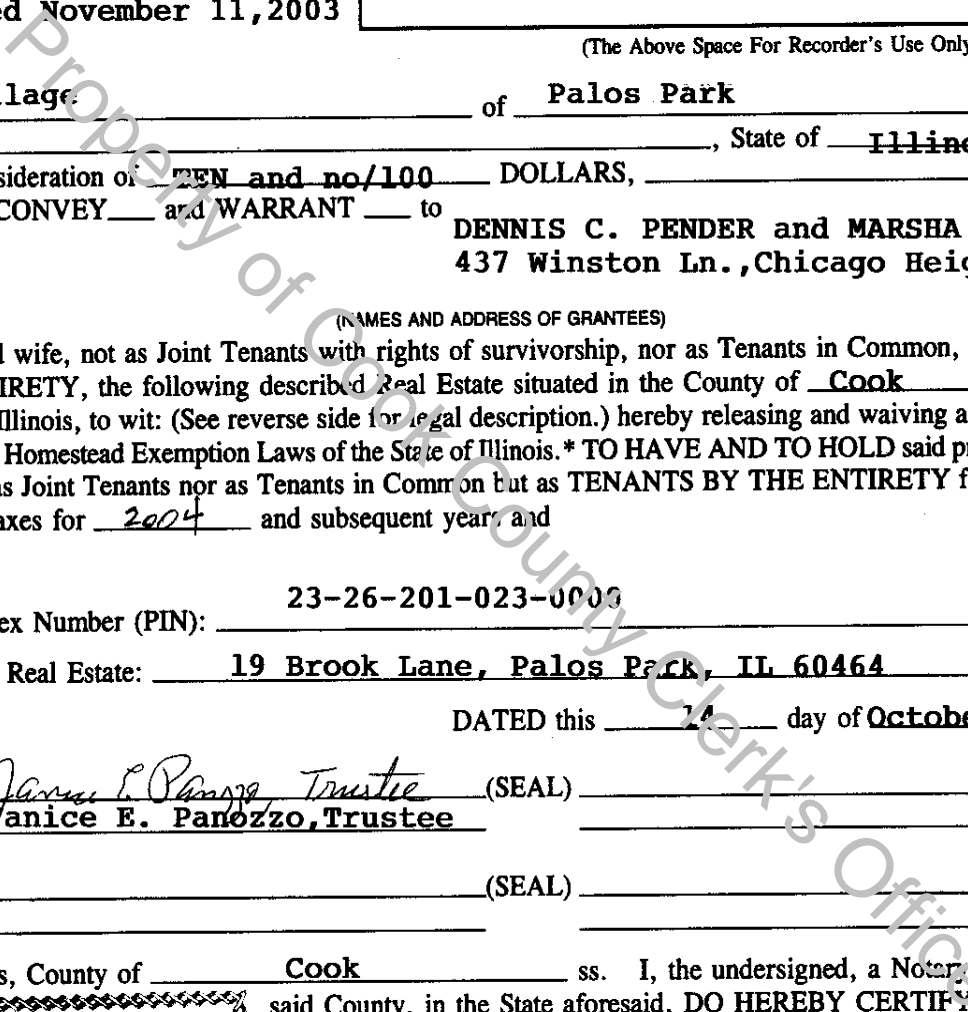 ed November 11,2003
(The Above Space For Recorder's Use Only
llage of Palos Park
, State of Illino
sideration of TEN and no/100 DOLLARS,
CONVEY and WARRANT to
DENNIS C. PENDER and MARSHA
437 Winston Ln.,Chicago Heig
(NAMES AND ADDRESS OF GRANTEES)
d wife, not as Joint Tenants with rights of survivorship, nor as Tenants in Common,
IRETY, the following described Real Estate situated in the County of Cook
Illinois, to wit: (See reverse side for legal description.) hereby releasing and waiving a
Homestead Exemption Laws of the State of Illinois.* TO HAVE AND TO HOLD said pr
as Joint Tenants nor as Tenants in Common but as TENANTS BY THE ENTIRETY f
axes for 2004 and subsequent years and
23-26-201-023-0000
ex Number (PIN):
Real Estate: 19 Brook Lane, Palos Park, IL 60464
DATED this 14 day of Octobe
Janice E Panozzo, Trustee (SEAL)
Janice E. Panozzo,Trustee
(SEAL)
s, County of Cook ss. I, the undersigned, a Notary
said County, in the State aforesaid, DO HEREBY CERTIFY
Property of Cook County Clerk's Office